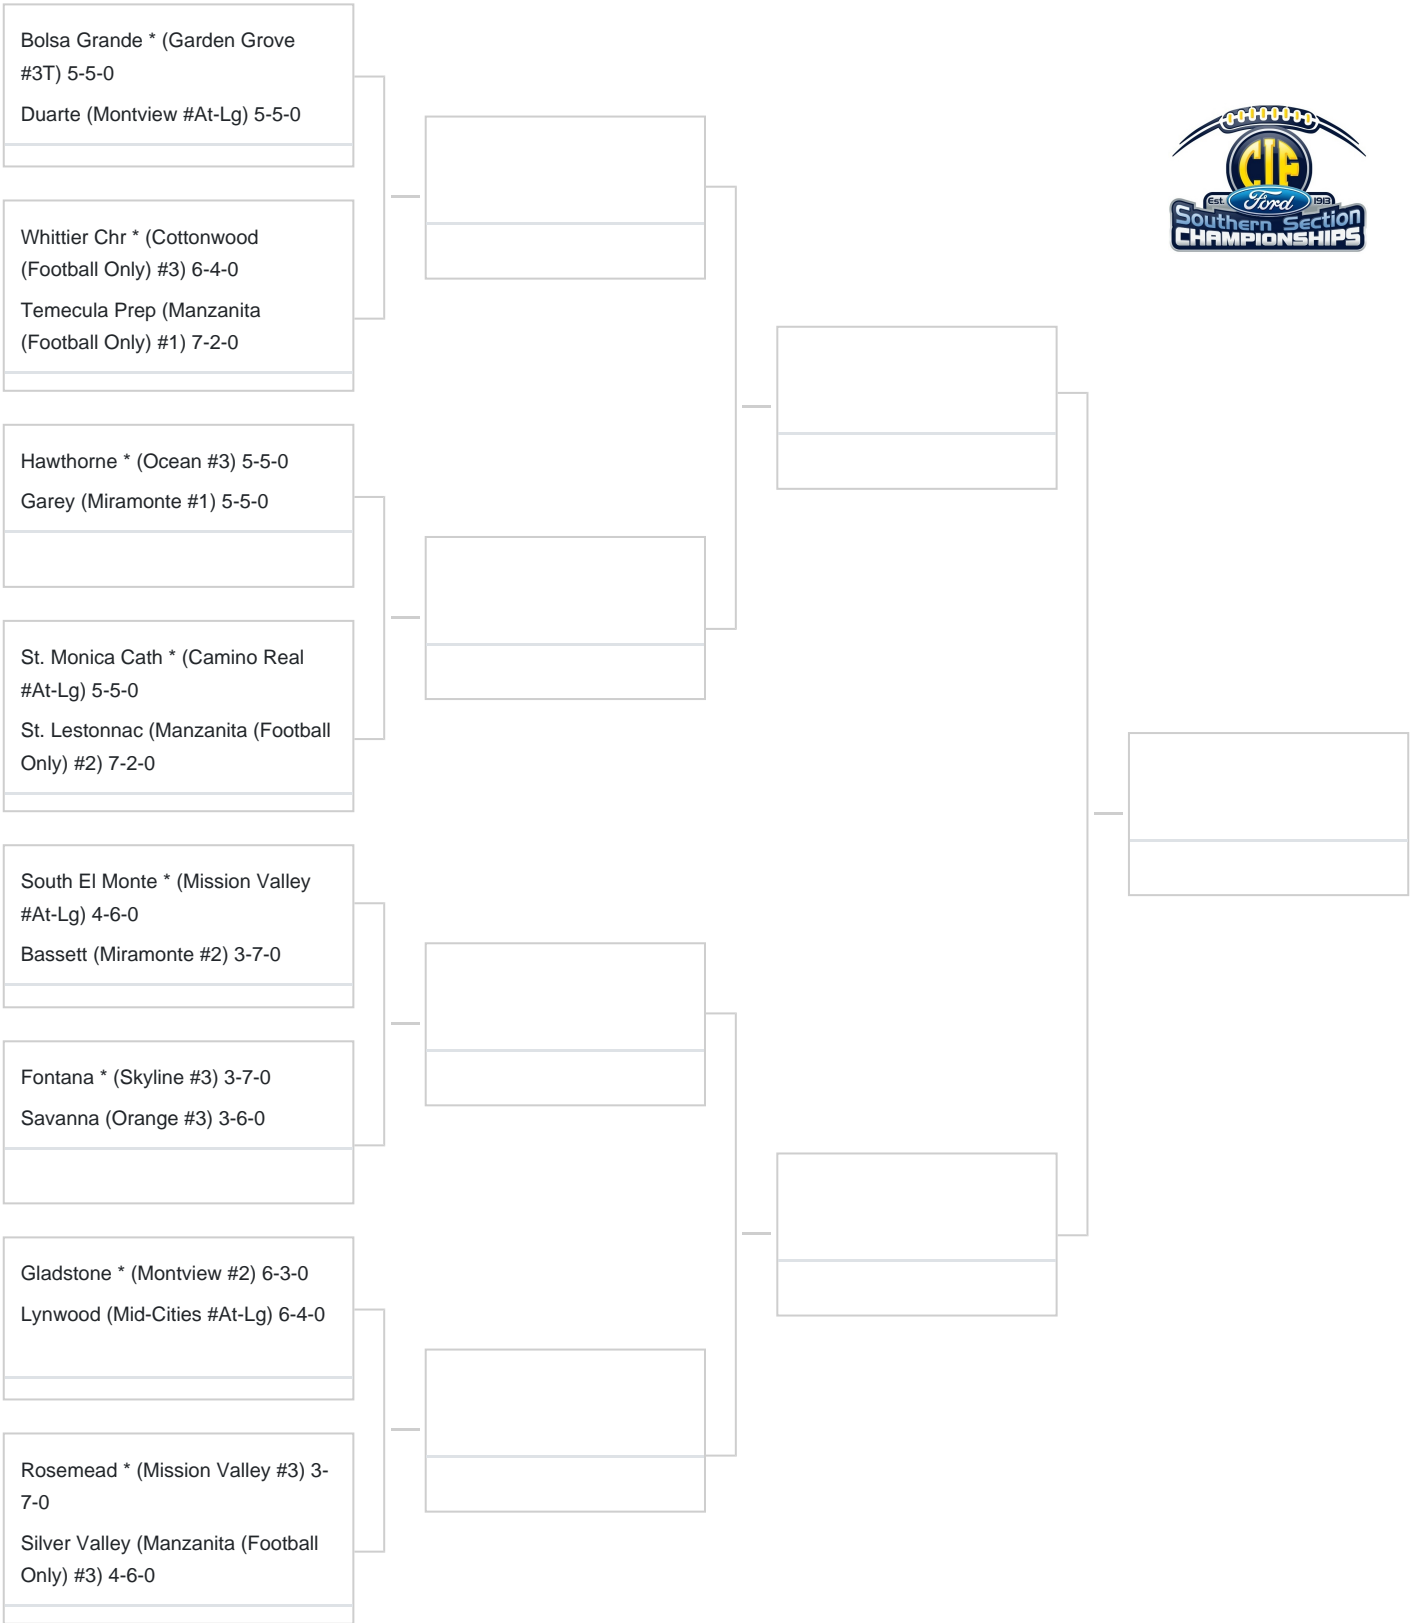 Bolsa Grande * (Garden Grove
#3T) 5-5-0
Duarte (Montview #At-Lg) 5-5-0
Whittier Chr * (Cottonwood
(Football Only) #3) 6-4-0
Temecula Prep (Manzanita
(Football Only) #1) 7-2-0
Hawthorne * (Ocean #3) 5-5-0
Garey (Miramonte #1) 5-5-0
St. Monica Cath * (Camino Real
#At-Lg) 5-5-0
St. Lestonnac (Manzanita (Football
Only) #2) 7-2-0
South El Monte * (Mission Valley
#At-Lg) 4-6-0
Bassett (Miramonte #2) 3-7-0
Fontana * (Skyline #3) 3-7-0
Savanna (Orange #3) 3-6-0
Gladstone * (Montview #2) 6-3-0
Lynwood (Mid-Cities #At-Lg) 6-4-0
Rosemead * (Mission Valley #3) 3-
7-0
Silver Valley (Manzanita (Football
Only) #3) 4-6-0
CIF
Est. Ford 1913
Southern Section
CHAMPIONSHIPS